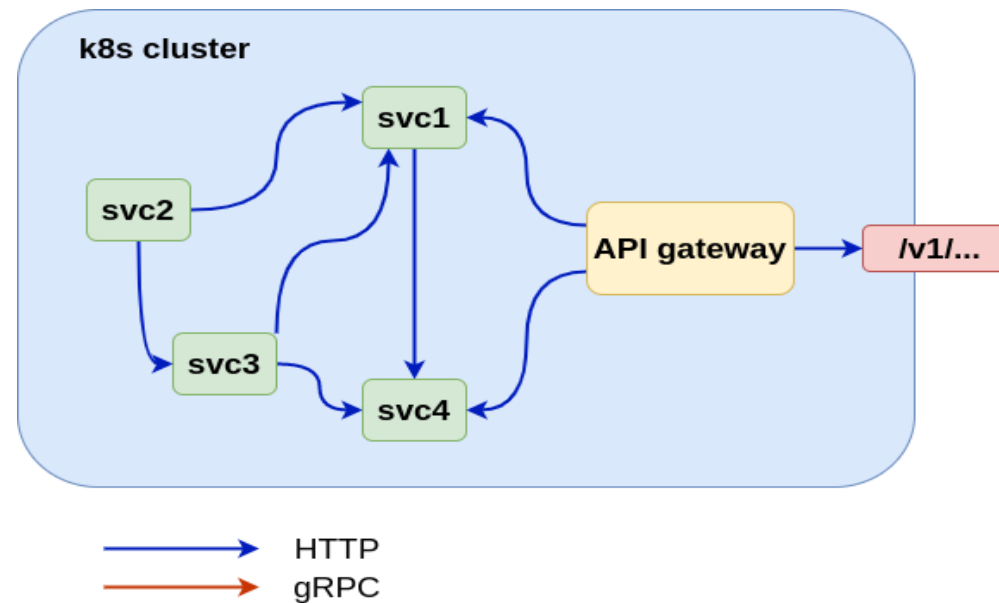 k8s cluster
svc1
svc2
API gateway
/v1/...
svc3
svc4
HTTP
gRPC